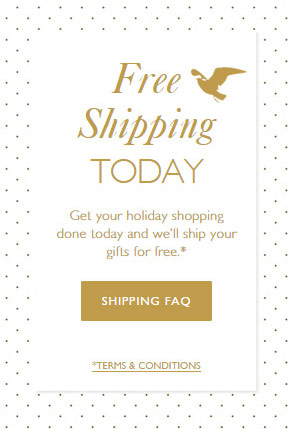 Free
Shipping
TODAY
Get your holiday shopping
done today and we'll ship your
gifts for free.*
SHIPPING FAQ
*TERMS & CONDITIONS